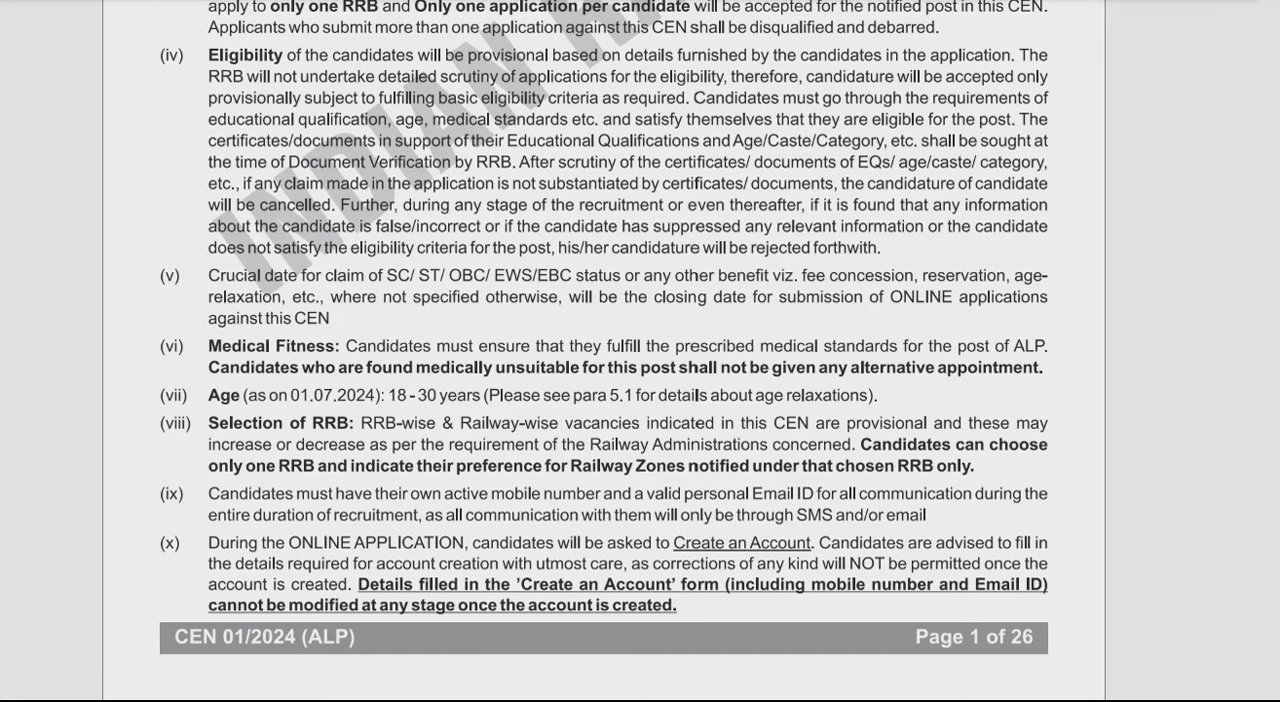 apply to only one RRB and Only one application per candidate will be accepted for the notified post in this CEN.
Applicants who submit more than one application against this CEN shall be disqualified and debarred.
(iv) Eligibility of the candidates will be provisional based on details furnished by the candidates in the application. The
RRB will not undertake detailed scrutiny of applications for the eligibility, therefore, candidature will be accepted only
provisionally subject to fulfilling basic eligibility criteria as required. Candidates must go through the requirements of
educational qualification, age, medical standards etc. and satisfy themselves that they are eligible for the post. The
certificates/documents in support of their Educational Qualifications and Age/Caste/Category, etc. shall be sought at
the time of Document Verification by RRB. After scrutiny of the certificates/ documents of EQs/ age/caste/ category,
etc., if any claim made in the application is not substantiated by certificates/ documents, the candidature of candidate
will be cancelled. Further, during any stage of the recruitment or even thereafter, if it is found that any information
about the candidate is false/incorrect or if the candidate has suppressed any relevant information or the candidate
does not satisfy the eligibility criteria for the post, his/her candidature will be rejected forthwith.
(v) Crucial date for claim of SC/ ST/ OBC/ EWS/EBC status or any other benefit viz. fee concession, reservation, age-
relaxation, etc., where not specified otherwise, will be the closing date for submission of ONLINE applications
against this CEN
(vi) Medical Fitness: Candidates must ensure that they fulfill the prescribed medical standards for the post of ALP.
Candidates who are found medically unsuitable for this post shall not be given any alternative appointment.
(vii) Age (as on 01.07.2024): 18 - 30 years (Please see para 5.1 for details about age relaxations).
(viii) Selection of RRB: RRB-wise & Railway-wise vacancies indicated in this CEN are provisional and these may
increase or decrease as per the requirement of the Railway Administrations concerned. Candidates can choose
only one RRB and indicate their preference for Railway Zones notified under that chosen RRB only.
(ix) Candidates must have their own active mobile number and a valid personal Email ID for all communication during the
entire duration of recruitment, as all communication with them will only be through SMS and/or email
(x) During the ONLINE APPLICATION, candidates will be asked to Create an Account. Candidates are advised to fill in
the details required for account creation with utmost care, as corrections of any kind will NOT be permitted once the
account is created. Details filled in the 'Create an Account' form (including mobile number and Email ID)
cannot be modified at any stage once the account is created.
CEN 01/2024 (ALP) Page 1 of 26
INDIAN